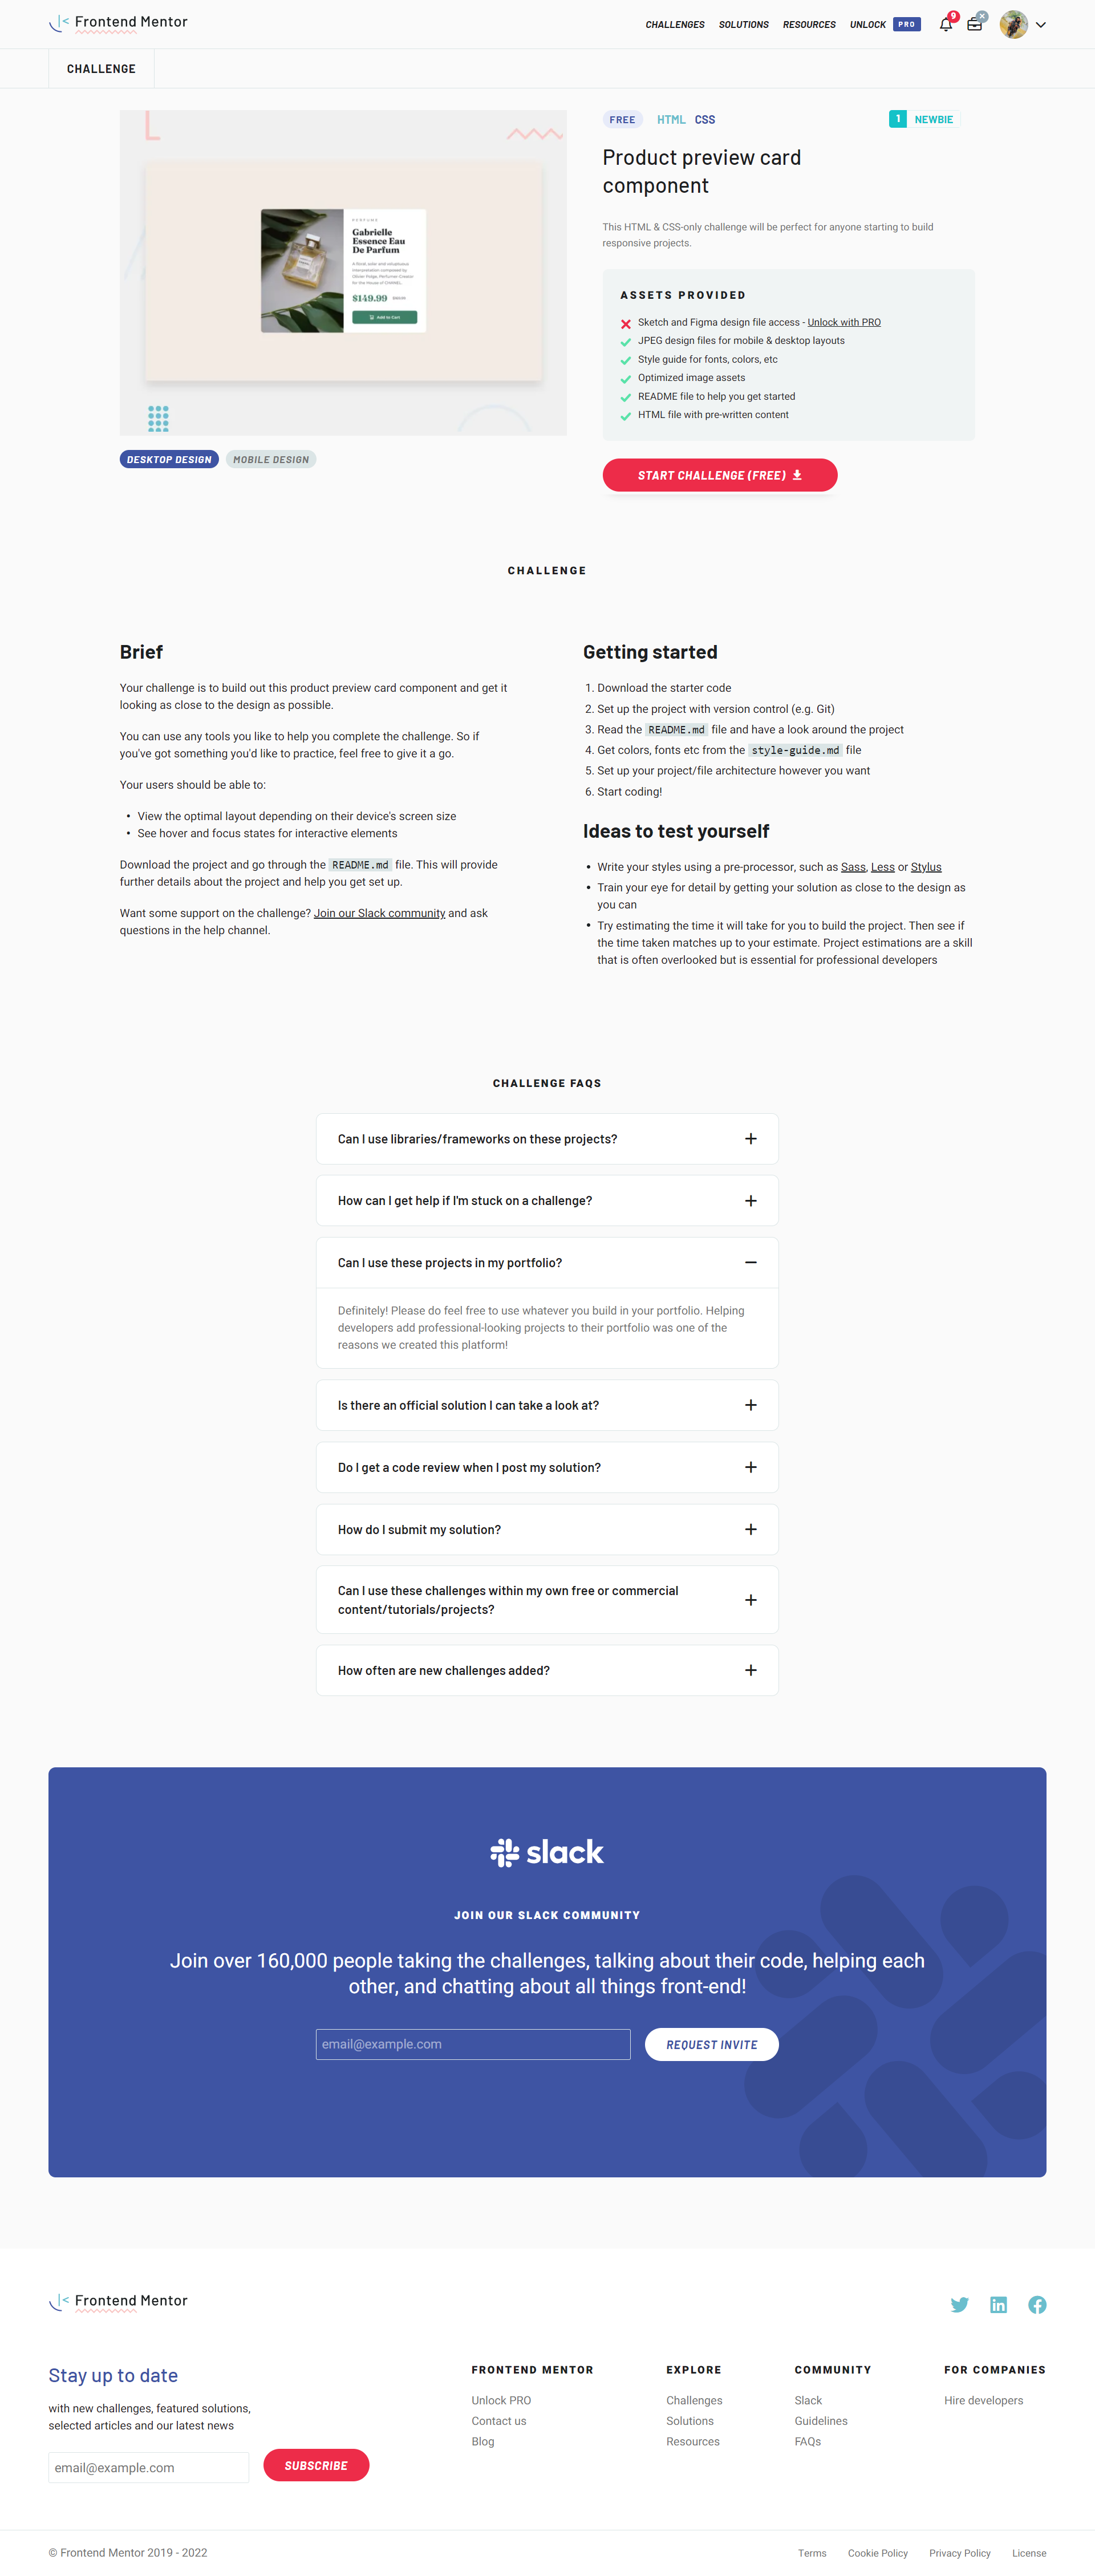 Frontend Mentor
CHALLENGES SOLUTIONS RESOURCES UNLOCK PRO 9
CHALLENGE
PERFUME
Gabrielle
Essence Eau
De Parfum
A floral, solar and voluptuous
interpretation composed by
Olivier Polge, Perfumer-Creator
for the House of CHANEL.
$149.99
Add to Cart
DESKTOP DESIGN MOBILE DESIGN
FREE HTML CSS 1 NEWBIE
Product preview card
component
This HTML & CSS-only challenge will be perfect for anyone starting to build
responsive projects.
ASSETS PROVIDED
Sketch and Figma design file access - Unlock with PRO
JPEG design files for mobile & desktop layouts
Style guide for fonts, colors, etc
Optimized image assets
README file to help you get started
HTML file with pre-written content
START CHALLENGE (FREE)
CHALLENGE
Brief
Your challenge is to build out this product preview card component and get it
looking as close to the design as possible.
You can use any tools you like to help you complete the challenge. So if
you've got something you'd like to practice, feel free to give it a go.
Your users should be able to:
• View the optimal layout depending on their device's screen size
• See hover and focus states for interactive elements
Download the project and go through the README.md file. This will provide
further details about the project and help you get set up.
Want some support on the challenge? Join our Slack community and ask
questions in the help channel.
Getting started
1. Download the starter code
2. Set up the project with version control (e.g. Git)
3. Read the README.md file and have a look around the project
4. Get colors, fonts etc from the style-guide.md file
5. Set up your project/file architecture however you want
6. Start coding!
Ideas to test yourself
• Write your styles using a pre-processor, such as Sass, Less or Stylus
• Train your eye for detail by getting your solution as close to the design as
you can
• Try estimating the time it will take for you to build the project. Then see if
the time taken matches up to your estimate. Project estimations are a skill
that is often overlooked but is essential for professional developers
CHALLENGE FAQS
Can I use libraries/frameworks on these projects?
How can I get help if I'm stuck on a challenge?
Can I use these projects in my portfolio?
Definitely! Please do feel free to use whatever you build in your portfolio. Helping
developers add professional-looking projects to their portfolio was one of the
reasons we created this platform!
Is there an official solution I can take a look at?
Do I get a code review when I post my solution?
How do I submit my solution?
Can I use these challenges within my own free or commercial
content/tutorials/projects?
How often are new challenges added?
slack
JOIN OUR SLACK COMMUNITY
Join over 160,000 people taking the challenges, talking about their code, helping each
other, and chatting about all things front-end!
email@example.com REQUEST INVITE
Frontend Mentor
Stay up to date
with new challenges, featured solutions,
selected articles and our latest news
email@example.com SUBSCRIBE
FRONTEND MENTOR
Unlock PRO
Contact us
Blog
EXPLORE
Challenges
Solutions
Resources
COMMUNITY
Slack
Guidelines
FAQs
FOR COMPANIES
Hire developers
© Frontend Mentor 2019 - 2022
Terms Cookie Policy Privacy Policy License